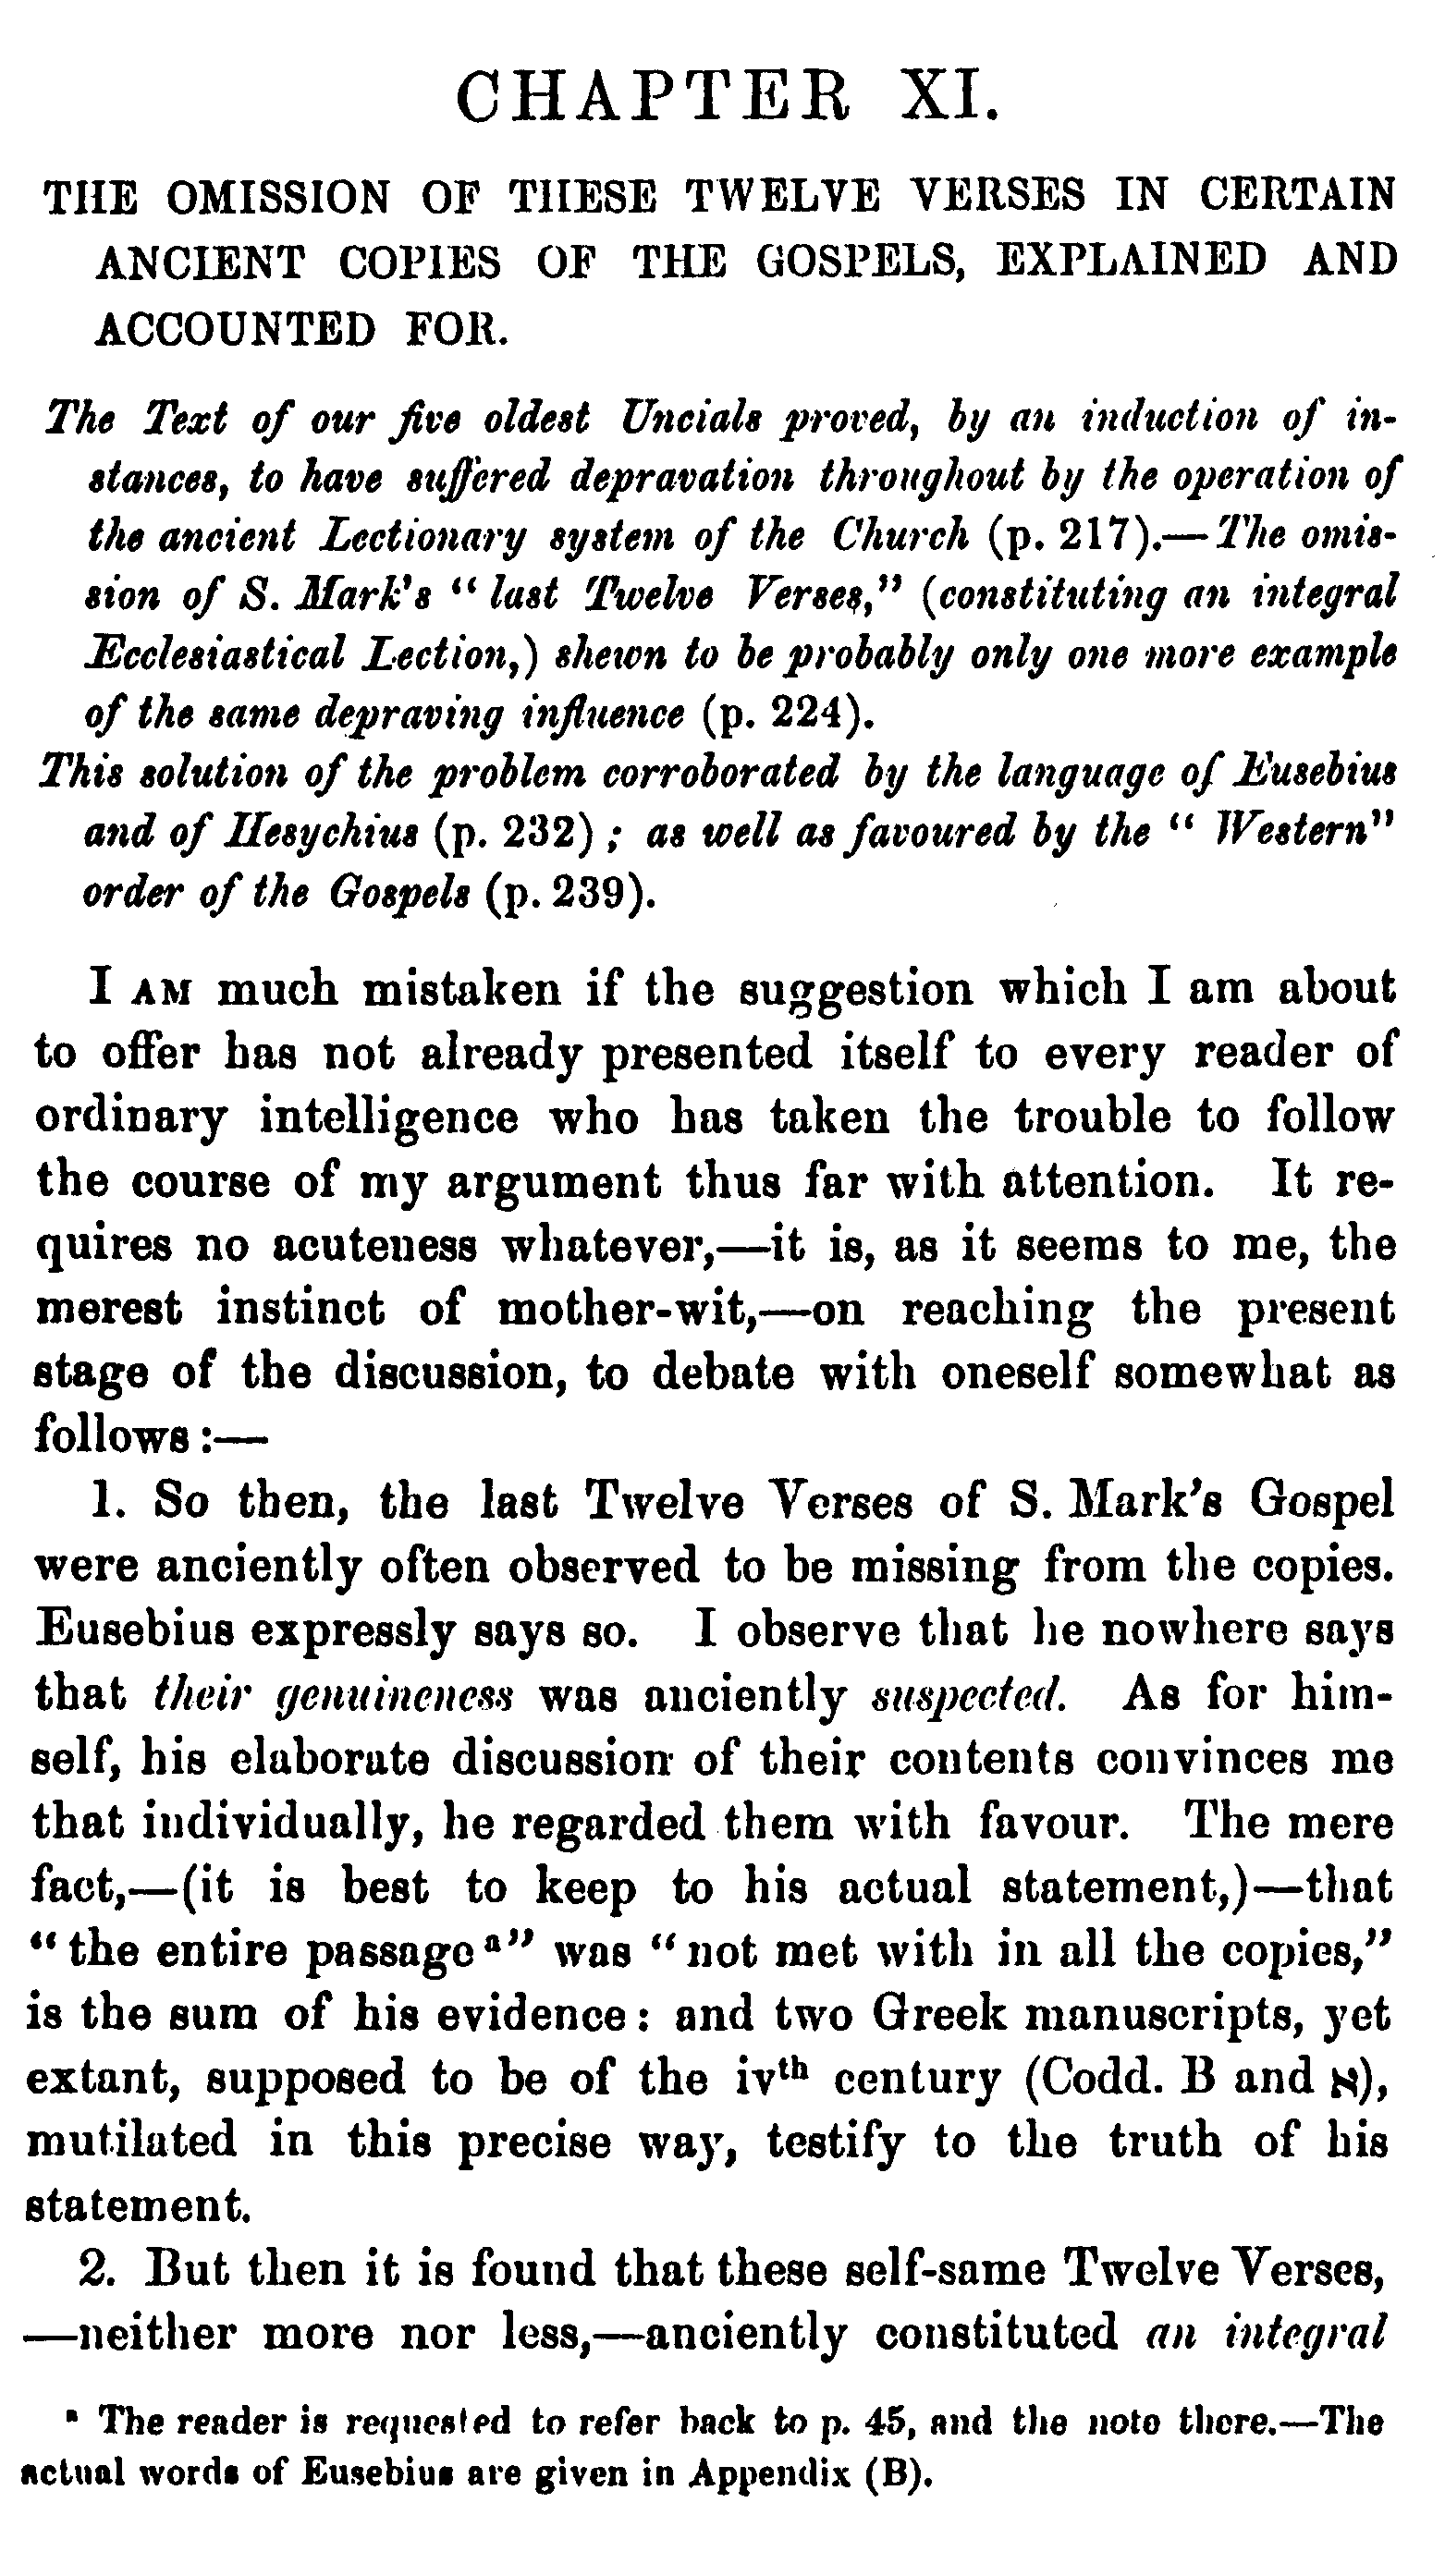 CHAPTER XI.
THE OMISSION OF THESE TWELVE VERSES IN CERTAIN
ANCIENT COPIES OF THE GOSPELS, EXPLAINED AND
ACCOUNTED FOR.
The Text of our five oldest Uncials proved, by an induction of in-
stances, to have suffered depravation throughout by the operation of
the ancient Lectionary system of the Church (p. 217).—The omis-
sion of S. Mark's “last Twelve Verses,” (constituting an integral
Ecclesiastical Lection,) shewn to be probably only one more example
of the same depraving influence (p. 224).
This solution of the problem corroborated by the language of Eusebius
and of Hesychius (p. 232); as well as favoured by the “Western”
order of the Gospels (p. 239).
I AM much mistaken if the suggestion which I am about
to offer has not already presented itself to every reader of
ordinary intelligence who has taken the trouble to follow
the course of my argument thus far with attention. It re-
quires no acuteness whatever,—it is, as it seems to me, the
merest instinct of mother-wit,—on reaching the present
stage of the discussion, to debate with oneself somewhat as
follows:—
1. So then, the last Twelve Verses of S. Mark's Gospel
were anciently often observed to be missing from the copies.
Eusebius expressly says so. I observe that he nowhere says
that their genuineness was anciently suspected. As for him-
self, his elaborate discussion of their contents convinces me
that individually, he regarded them with favour. The mere
fact,—(it is best to keep to his actual statement,)—that
“the entire passage ᵃ” was “not met with in all the copies,”
is the sum of his evidence: and two Greek manuscripts, yet
extant, supposed to be of the ivᵗʰ century (Codd. B and א),
mutilated in this precise way, testify to the truth of his
statement.
2. But then it is found that these self-same Twelve Verses,
—neither more nor less,—anciently constituted an integral
ᵃ The reader is requested to refer back to p. 45, and the note there.—The
actual words of Eusebius are given in Appendix (B).